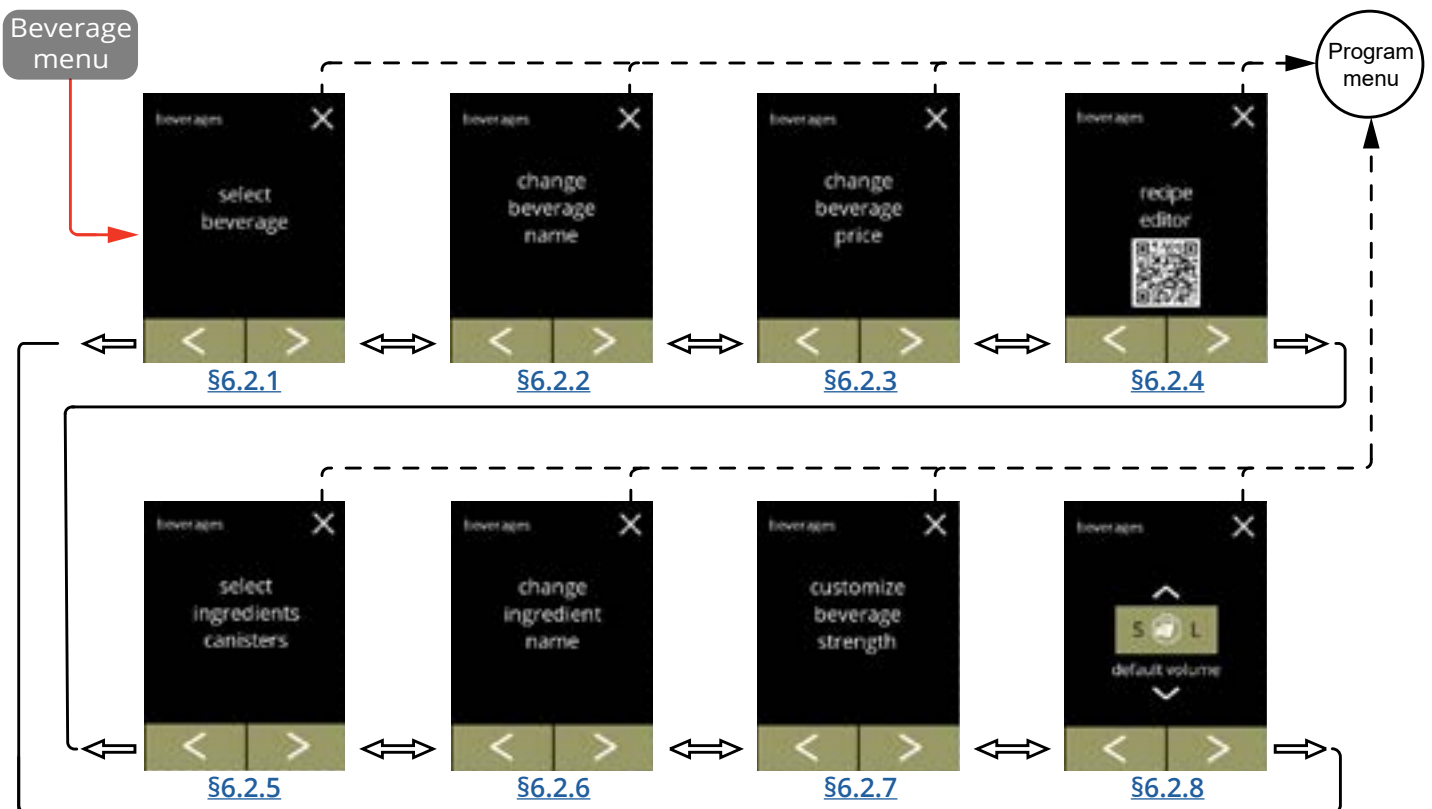 Beverage
menu
Program
menu
beverages
select
beverage
§6.2.1
beverages
change
beverage
name
§6.2.2
beverages
change
beverage
price
§6.2.3
beverages
recipe
editor
§6.2.4
beverages
select
ingredients
canisters
§6.2.5
beverages
change
ingredient
name
§6.2.6
beverages
customize
beverage
strength
§6.2.7
beverages
S L
default volume
§6.2.8